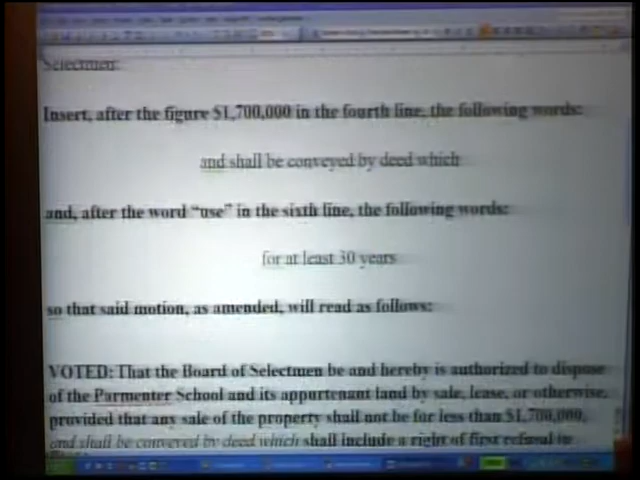 Selectmen:
Insert, after the figure $1,700,000 in the fourth line, the following words:
and shall be conveyed by deed which
and, after the word “use” in the sixth line, the following words:
for at least 30 years
so that said motion, as amended, will read as follows:
VOTED: That the Board of Selectmen be and hereby is authorized to dispose
of the Parmenter School and its appurtenant land by sale, lease, or otherwise,
provided that any sale of the property shall not be for less than $1,700,000,
and shall be conveyed by deed which shall include a right of first refusal to